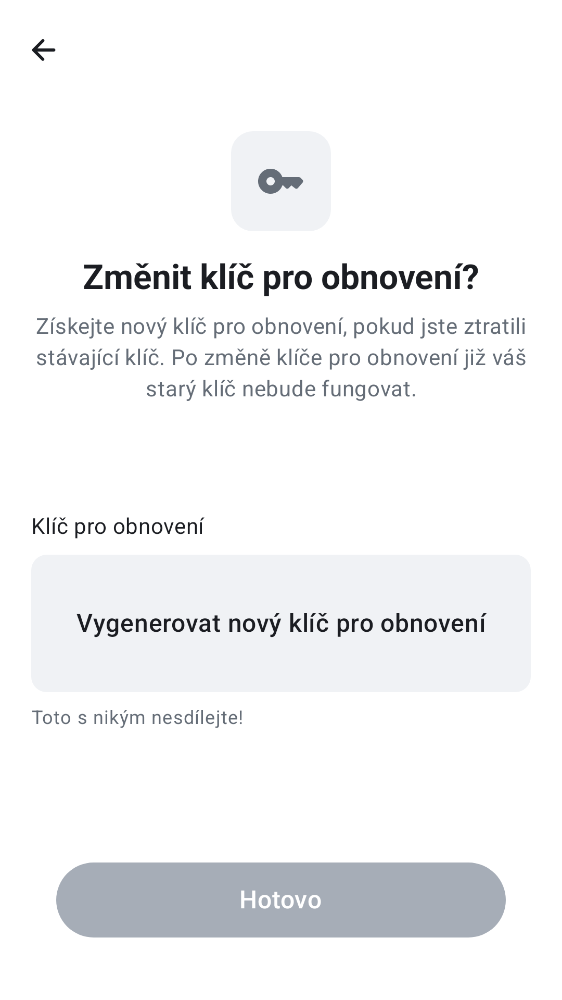 Změnit klíč pro obnovení?
Získejte nový klíč pro obnovení, pokud jste ztratili
stávající klíč. Po změně klíče pro obnovení již váš
starý klíč nebude fungovat.
Klíč pro obnovení
Vygenerovat nový klíč pro obnovení
Toto s nikým nesdílejte!
Hotovo